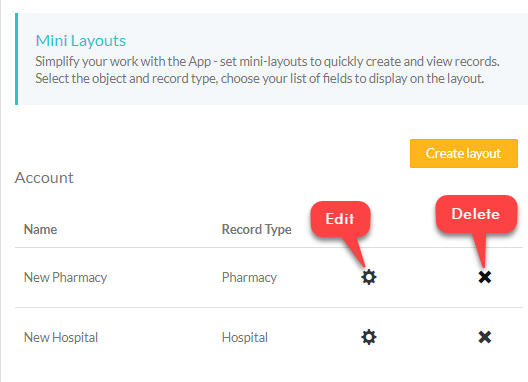 Mini Layouts
Simplify your work with the App - set mini-layouts to quickly create and view records.
Select the object and record type, choose your list of fields to display on the layout.
Create layout
Account
Edit
Delete
Name Record Type
New Pharmacy Pharmacy
New Hospital Hospital